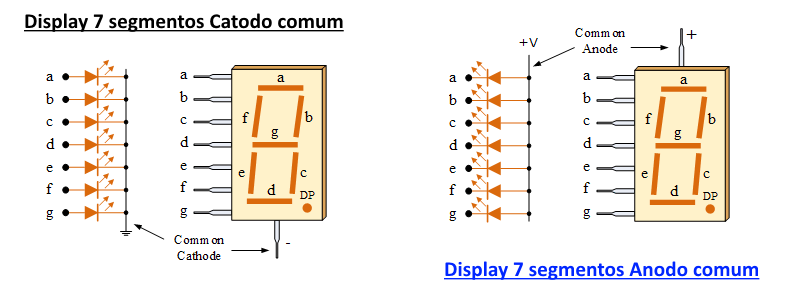 Display 7 segmentos Catodo comum
a
b
c
d
e
f
g
Common
Cathode
a
b
c
d
e
f
g
a
f
b
g
e
c
d
DP
-
+V
Common
Anode
+
a
b
c
d
e
f
g
a
b
c
d
e
f
g
a
f
b
g
e
c
d
DP
Display 7 segmentos Anodo comum